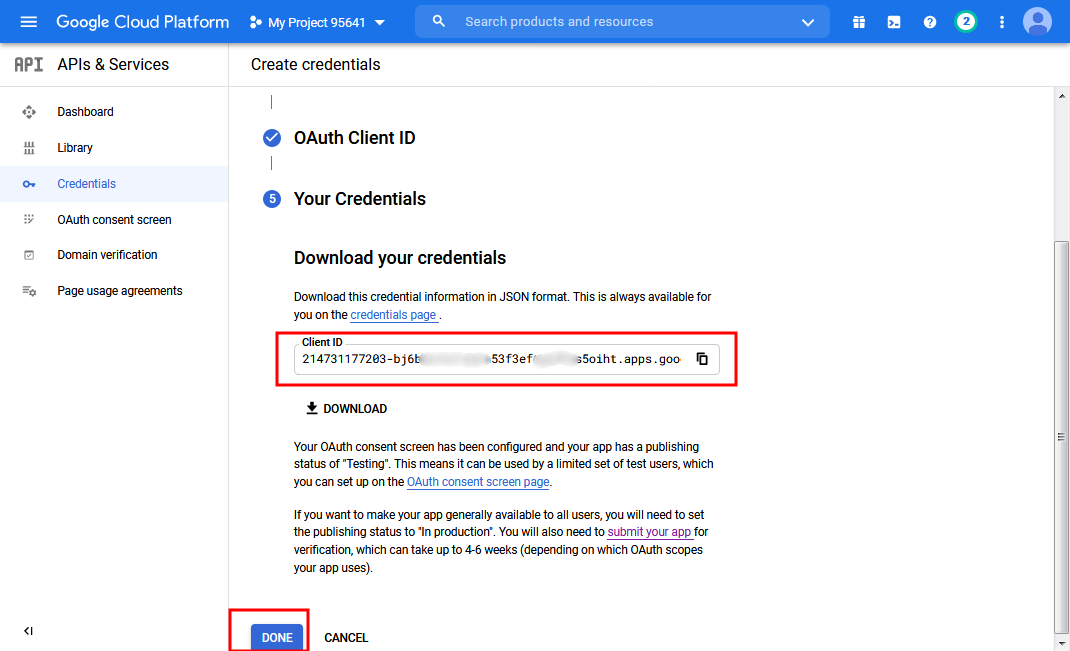 Google Cloud Platform
My Project 95641
Search products and resources
2
API APIs & Services
Create credentials
Dashboard
Library
Credentials
OAuth consent screen
Domain verification
Page usage agreements
OAuth Client ID
5 Your Credentials
Download your credentials
Download this credential information in JSON format. This is always available for
you on the credentials page .
Client ID
214731177203-bj6b 53f3ef s5oiht.apps.goo
DOWNLOAD
Your OAuth consent screen has been configured and your app has a publishing
status of "Testing". This means it can be used by a limited set of test users, which
you can set up on the OAuth consent screen page.
If you want to make your app generally available to all users, you will need to set
the publishing status to "In production". You will also need to submit your app for
verification, which can take up to 4-6 weeks (depending on which OAuth scopes
your app uses).
DONE
CANCEL